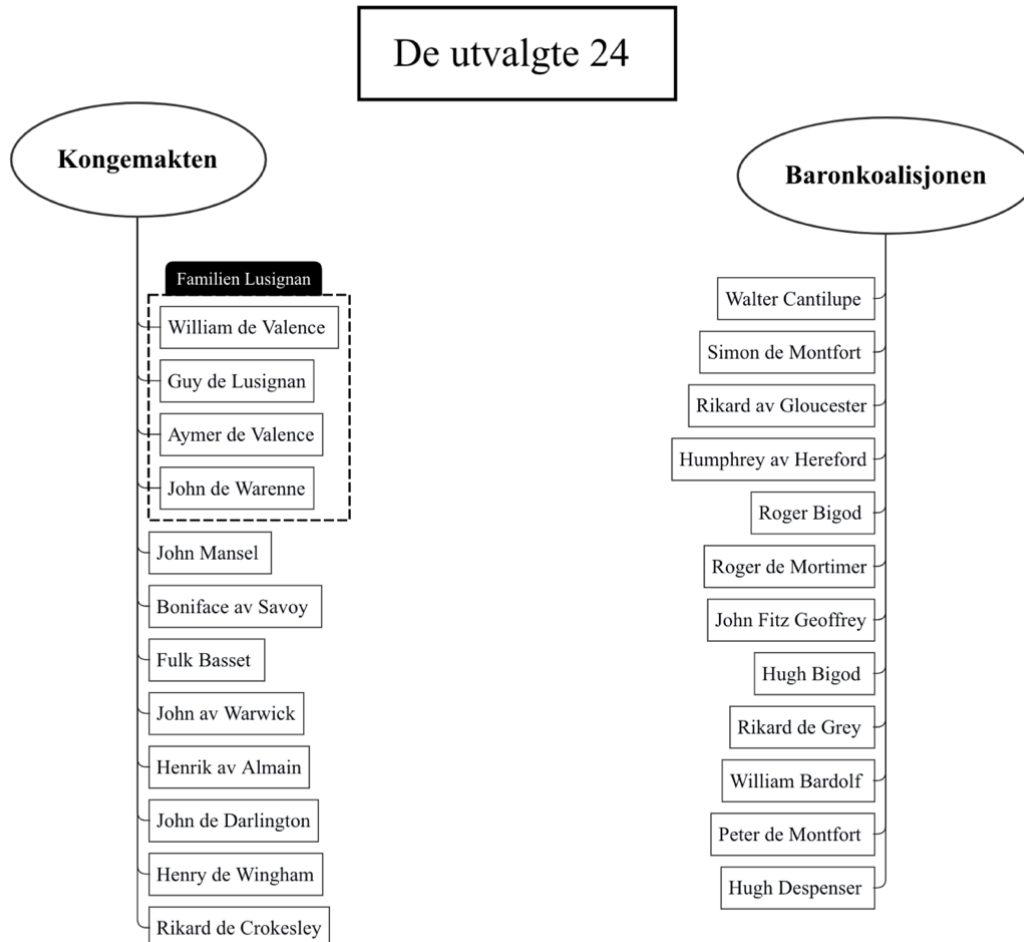 De utvalgte 24
Kongemakten
Familien Lusignan
William de Valence
Guy de Lusignan
Aymer de Valence
John de Warenne
John Mansel
Boniface av Savoy
Fulk Basset
John av Warwick
Henrik av Almain
John de Darlington
Henry de Wingham
Rikard de Crokesley
Baronkoalisjonen
Walter Cantilupe
Simon de Montfort
Rikard av Gloucester
Humphrey av Hereford
Roger Bigod
Roger de Mortimer
John Fitz Geoffrey
Hugh Bigod
Rikard de Grey
William Bardolf
Peter de Montfort
Hugh Despenser